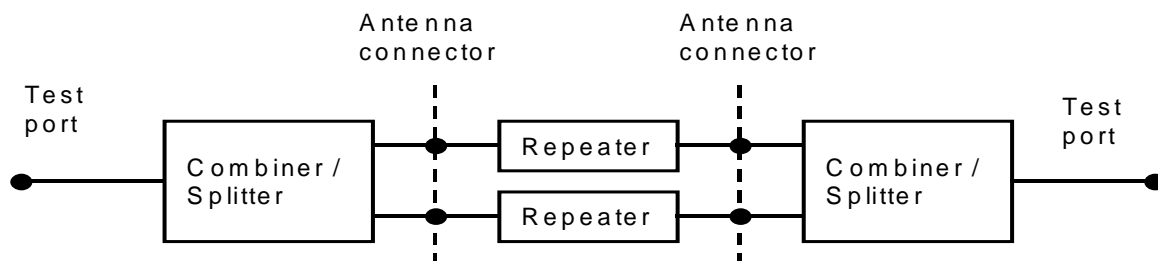 Antenna
connector
Antenna
connector
Test
port
Test
port
Combiner/
Splitter
Repeater
Repeater
Combiner/
Splitter